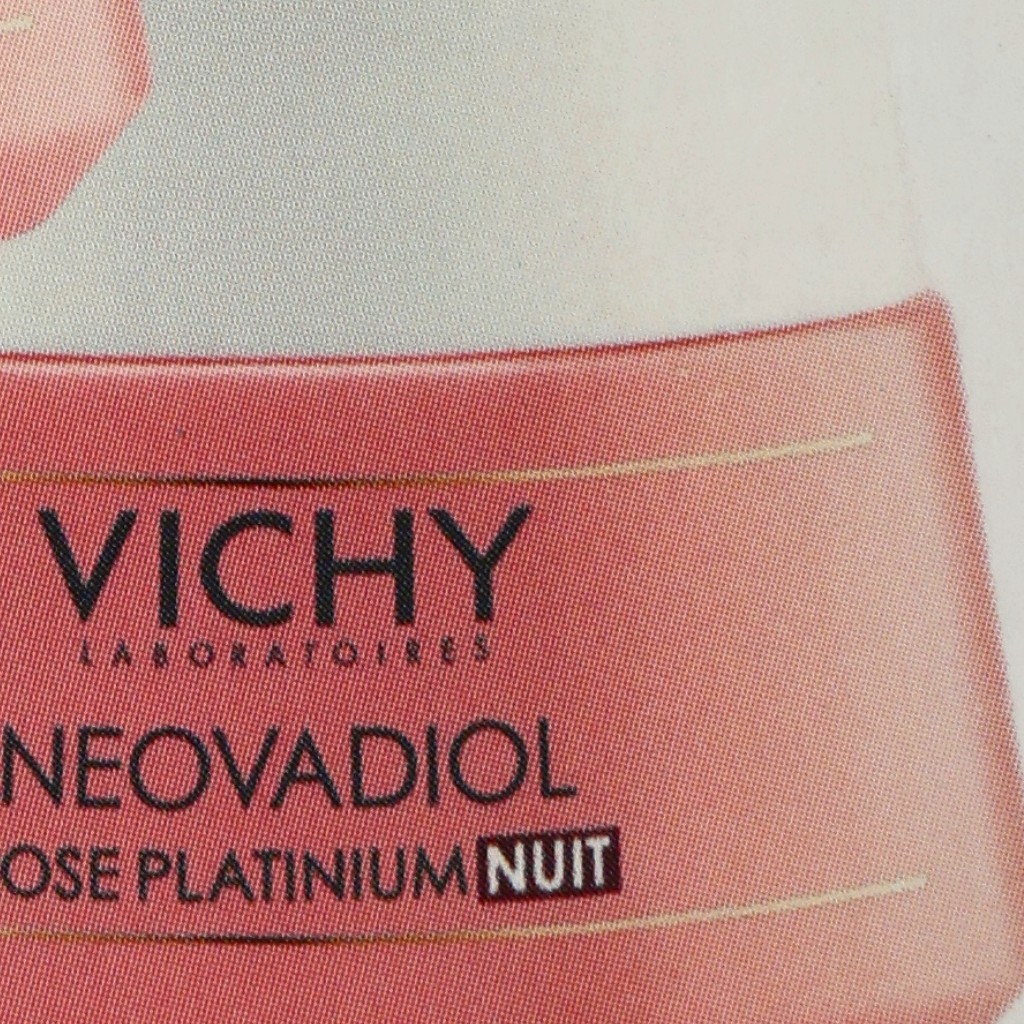 VICHY
LABORATOIRES
NEOVADIOL
OSE PLATINIUM NUIT